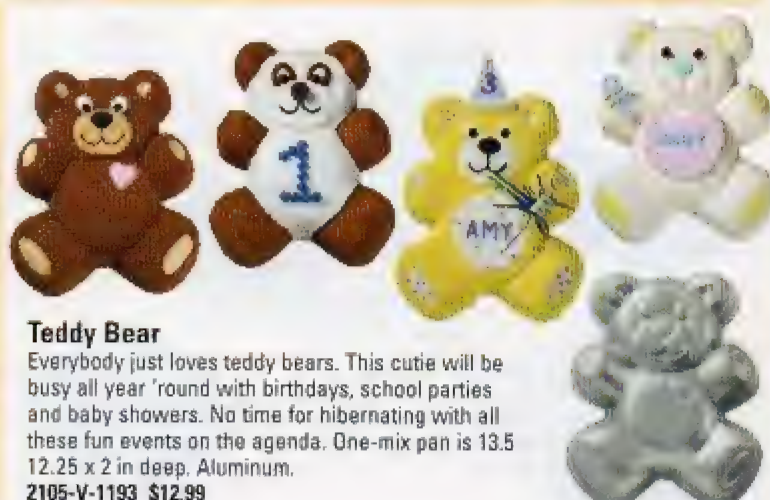 1
3
AMY
Teddy Bear
Everybody just loves teddy bears. This cutie will be
busy all year 'round with birthdays, school parties
and baby showers. No time for hibernating with all
these fun events on the agenda. One-mix pan is 13.5
12.25 x 2 in deep. Aluminum.
2105-V-1193 $12.99